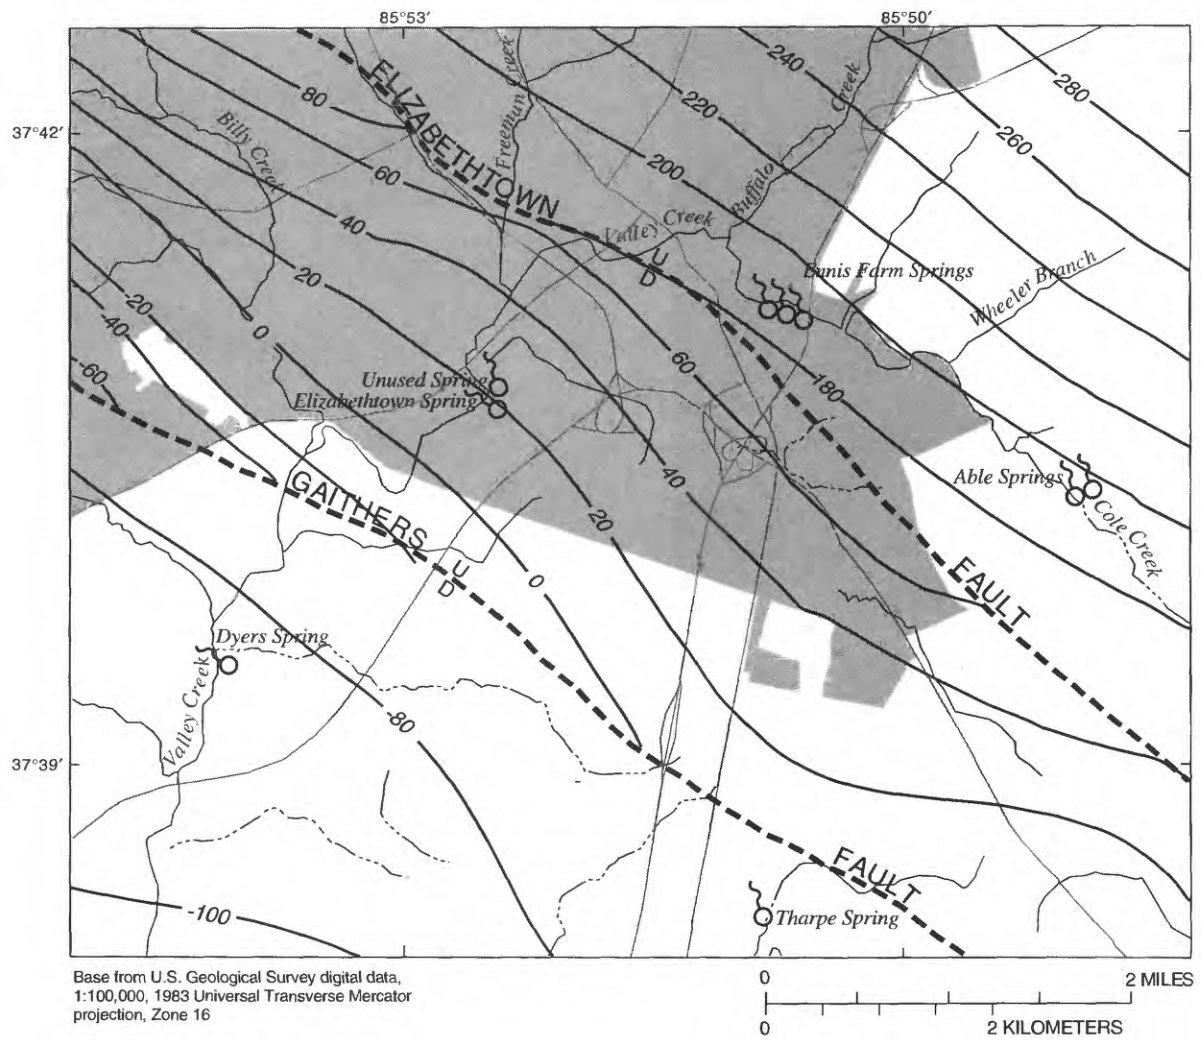 85°53'
85°50'
37°42'
37°39'
ELIZABETHTOWN
FAULT
GAITHERS
FAULT
Billy Creek
Freeman Creek
Valley Creek
Buffalo Creek
Ennis Farm Springs
Wheeler Branch
Unused Spring
Elizabethtown Spring
Able Springs
Cole Creek
Dyers Spring
Valley Creek
Tharpe Spring
U
D
U
D
80
60
40
20
0
-20
-40
-60
240
220
200
280
260
180
60
40
20
0
-80
-100
Base from U.S. Geological Survey digital data,
1:100,000, 1983 Universal Transverse Mercator
projection, Zone 16
0
2 MILES
0
2 KILOMETERS